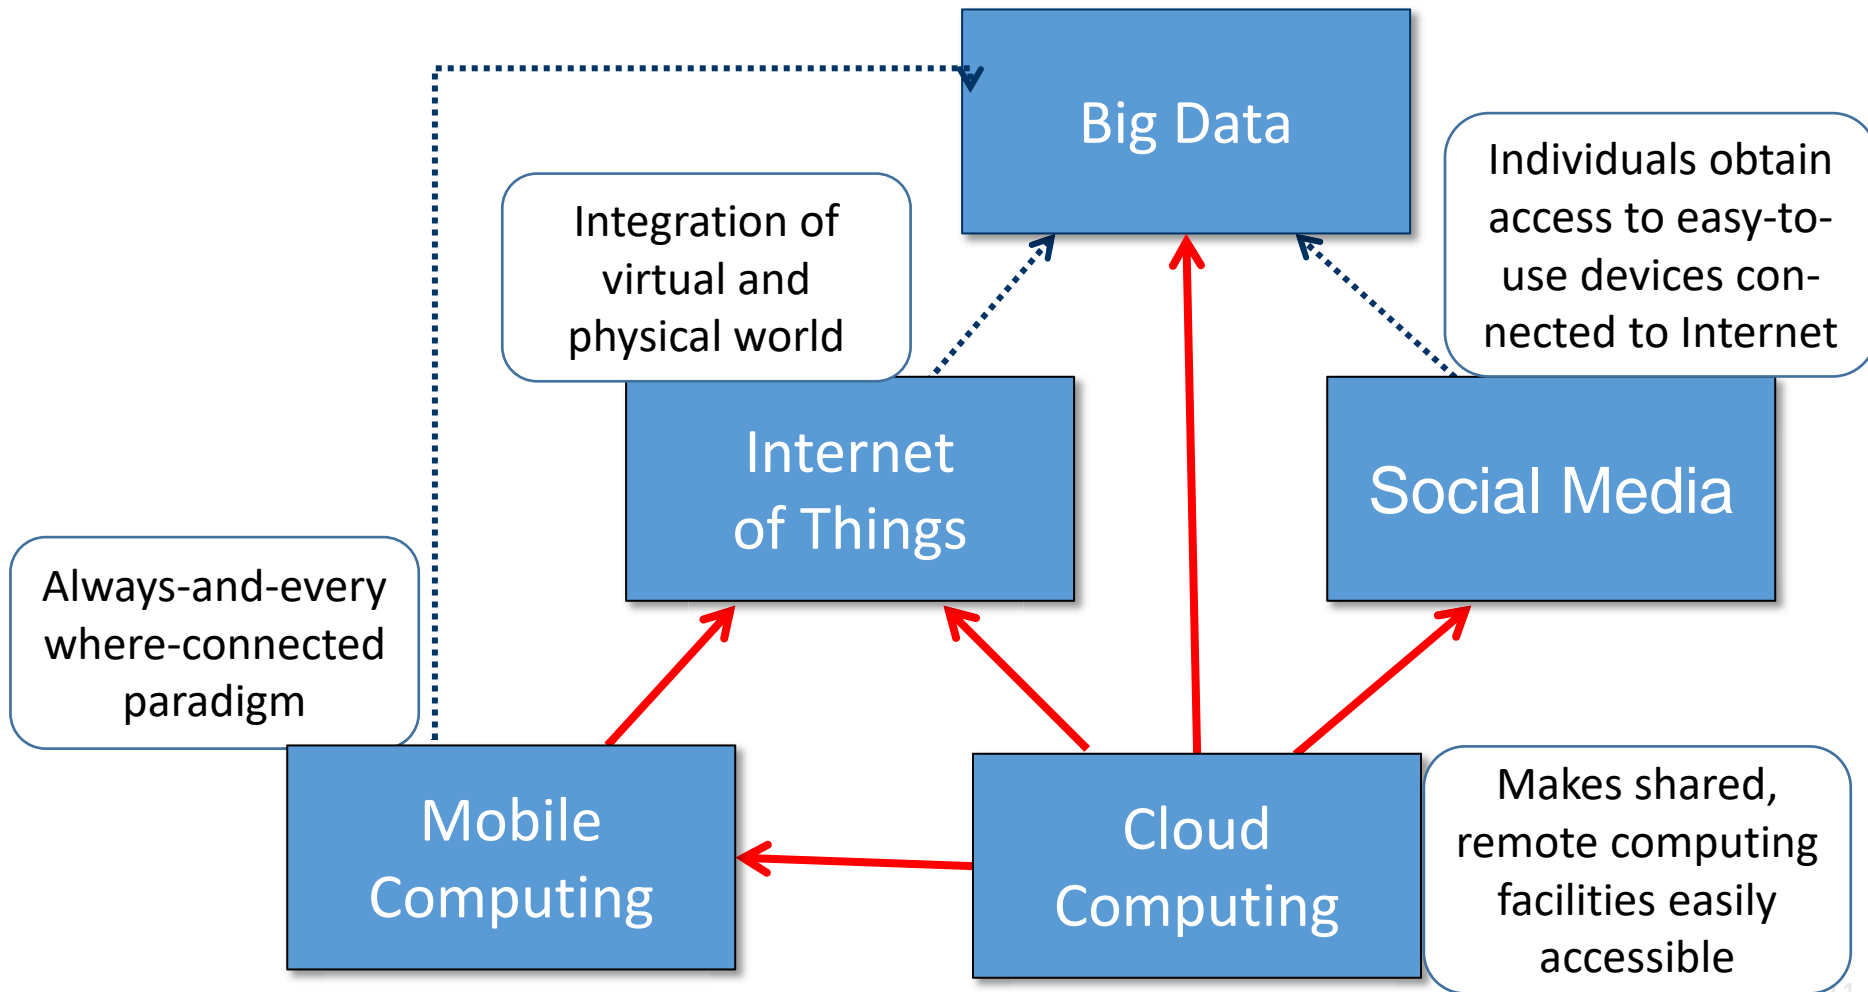 Big Data
Individuals obtain
access to easy-to-
use devices con-
nected to Internet
Integration of
virtual and
physical world
Internet
of Things
Social Media
Always-and-every
where-connected
paradigm
Mobile
Computing
Cloud
Computing
Makes shared,
remote computing
facilities easily
accessible